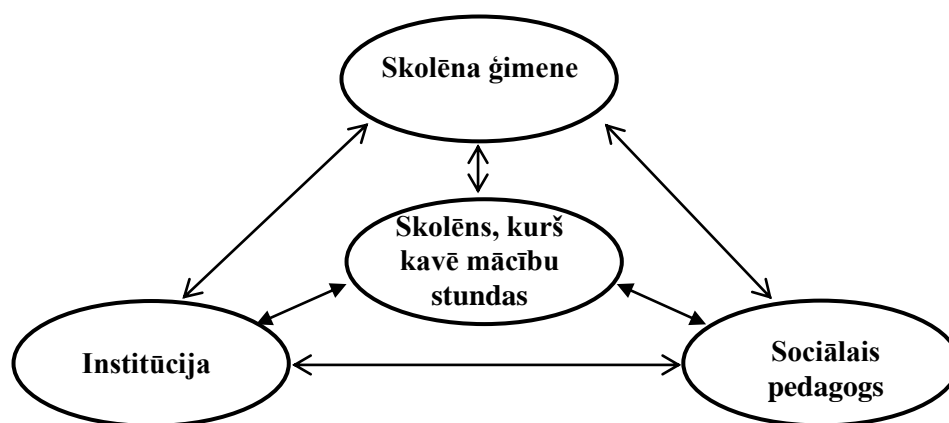 Skolēna ģimene
Skolēns, kurš
kavē mācību
stundas
Institūcija
Sociālais
pedagogs